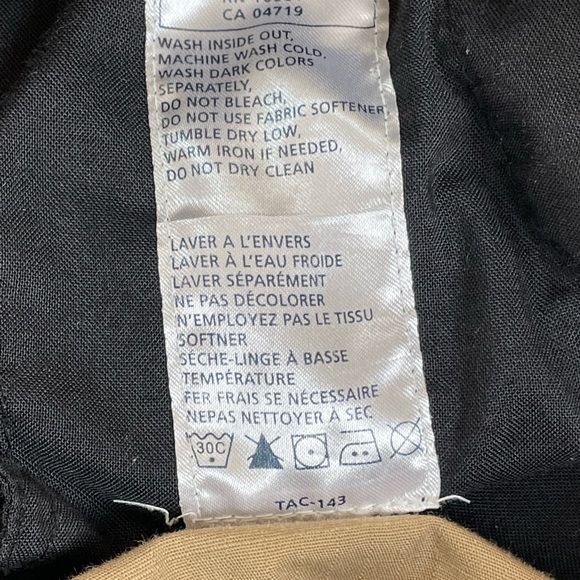 CA 04719
WASH INSIDE OUT,
MACHINE WASH COLD,
WASH DARK COLORS
SEPARATELY,
DO NOT BLEACH,
DO NOT USE FABRIC SOFTENER
TUMBLE DRY LOW,
WARM IRON IF NEEDED,
DO NOT DRY CLEAN
LAVER A L'ENVERS
LAVER À L'EAU FROIDE
LAVER SÉPARÉMENT
NE PAS DÉCOLORER
N'EMPLOYEZ PAS LE TISSU
SOFTNER
SÈCHE-LINGE À BASSE
TEMPÉRATURE
FER FRAIS SE NÉCESSAIRE
NEPAS NETTOYER À SEC
30C
TAC-143